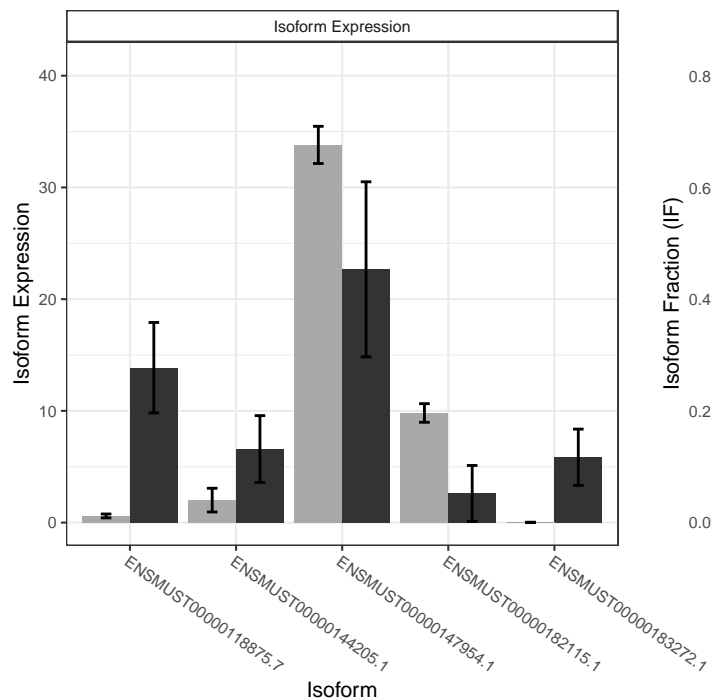 Isoform Expression
40
30
20
10
0
Isoform Expression
ENSMUST00000118875.7
ENSMUST00000144205.1
ENSMUST00000147954.1
ENSMUST00000182115.1
ENSMUST00000183272.1
Isoform
0.8
0.6
0.4
0.2
0.0
Isoform Fraction (IF)